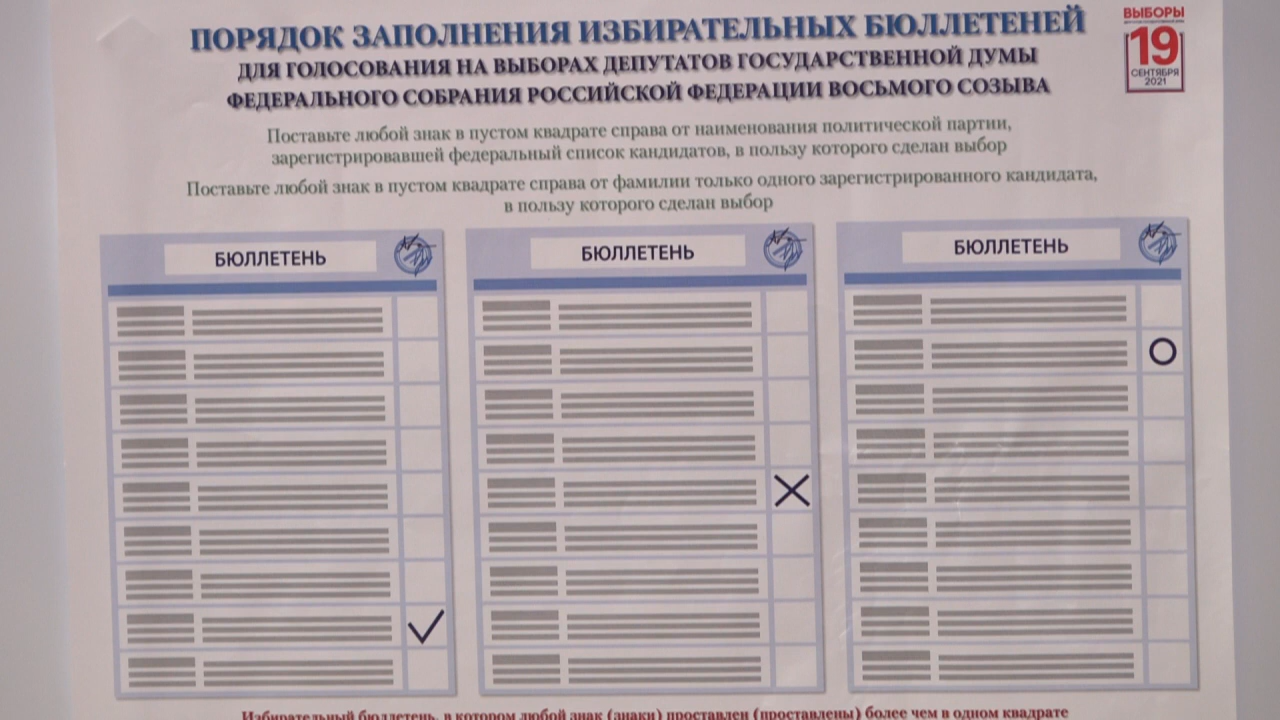 ПОРЯДОК ЗАПОЛНЕНИЯ ИЗБИРАТЕЛЬНЫХ БЮЛЛЕТЕНЕЙ
ДЛЯ ГОЛОСОВАНИЯ НА ВЫБОРАХ ДЕПУТАТОВ ГОСУДАРСТВЕННОЙ ДУМЫ
ФЕДЕРАЛЬНОГО СОБРАНИЯ РОССИЙСКОЙ ФЕДЕРАЦИИ ВОСЬМОГО СОЗЫВА
ВЫБОРЫ
19
СЕНТЯБРЯ
2021
Поставьте любой знак в пустом квадрате справа от наименования политической партии,
зарегистрировавшей федеральный список кандидатов, в пользу которого сделан выбор
Поставьте любой знак в пустом квадрате справа от фамилии только одного зарегистрированного кандидата,
в пользу которого сделан выбор
БЮЛЛЕТЕНЬ
БЮЛЛЕТЕНЬ
БЮЛЛЕТЕНЬ
Избирательный бюллетень, в котором любой знак (знаки) проставлен (проставлены) более чем в одном квадрате